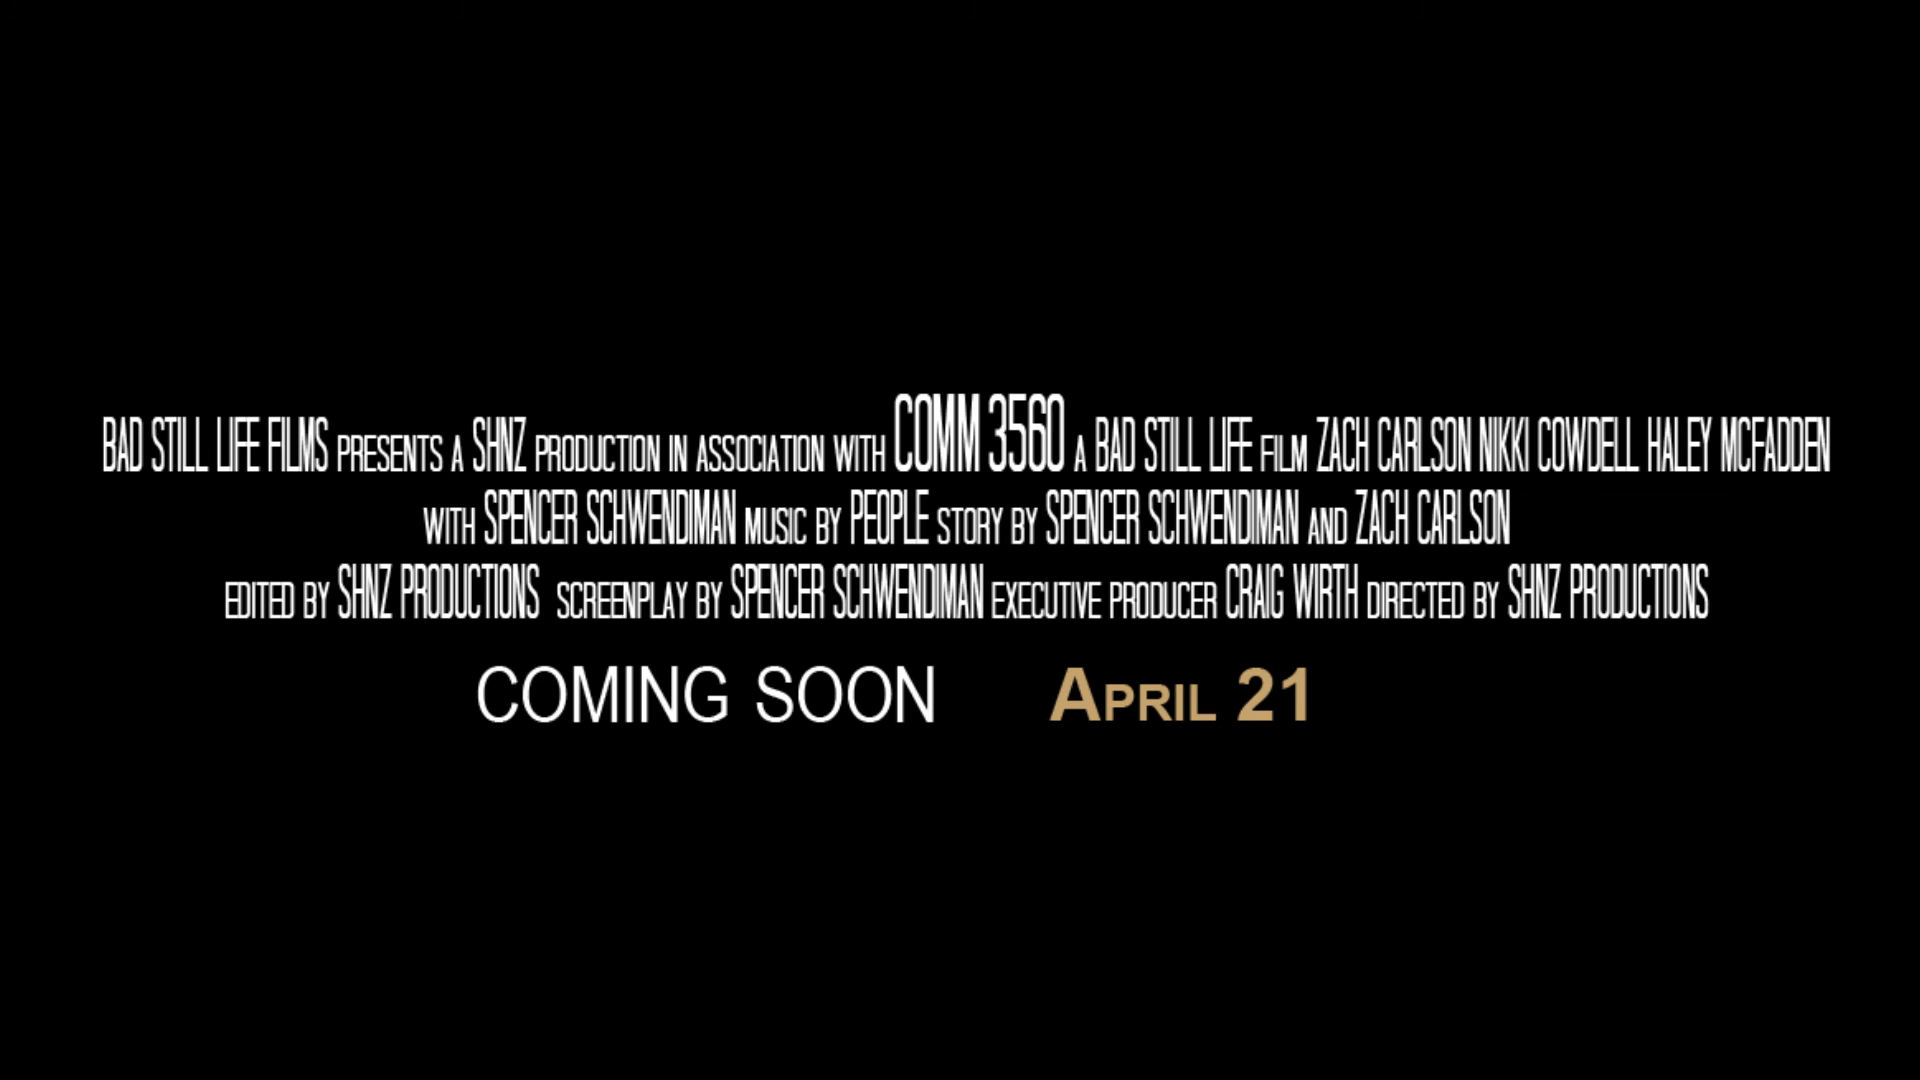 BAD STILL LIFE FILMS PRESENTS A SHNZ PRODUCTION IN ASSOCIATION WITH COMM 3560 A BAD STILL LIFE FILM ZACH CARLSON NIKKI COWDELL HALEY MCFADDEN
WITH SPENCER SCHWENDIMAN MUSIC BY PEOPLE STORY BY SPENCER SCHWENDIMAN AND ZACH CARLSON
EDITED BY SHNZ PRODUCTIONS SCREENPLAY BY SPENCER SCHWENDIMAN EXECUTIVE PRODUCER CRAIG WIRTH DIRECTED BY SHNZ PRODUCTIONS
COMING SOON APRIL 21